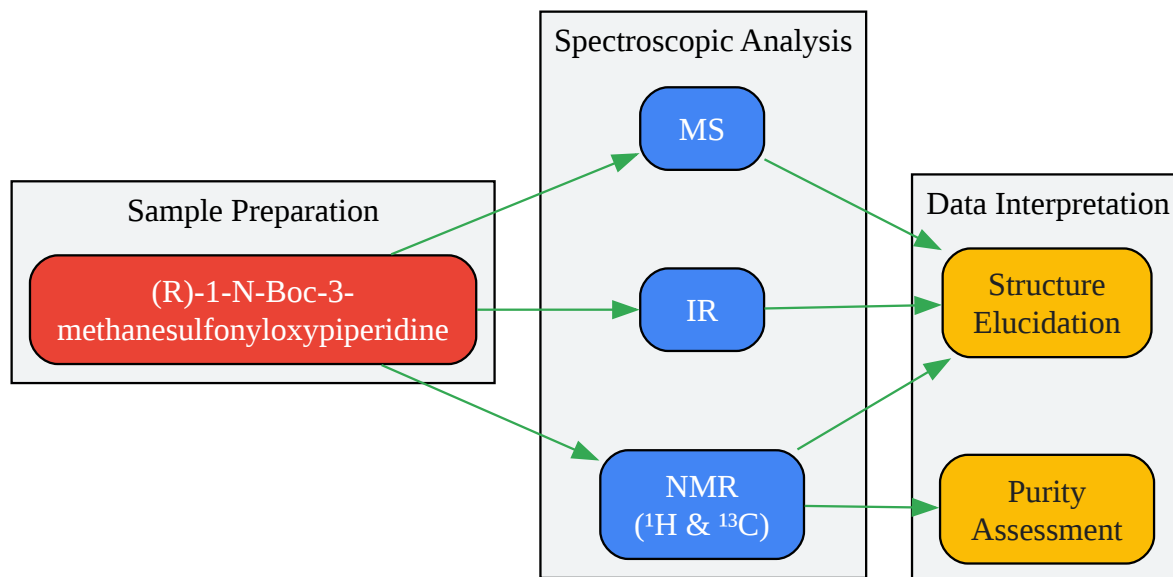 Sample Preparation
(R)-1-N-Boc-3-
methanesulfonyloxypiperidine
Spectroscopic Analysis
MS
IR
NMR
(¹H & ¹³C)
Data Interpretation
Structure
Elucidation
Purity
Assessment